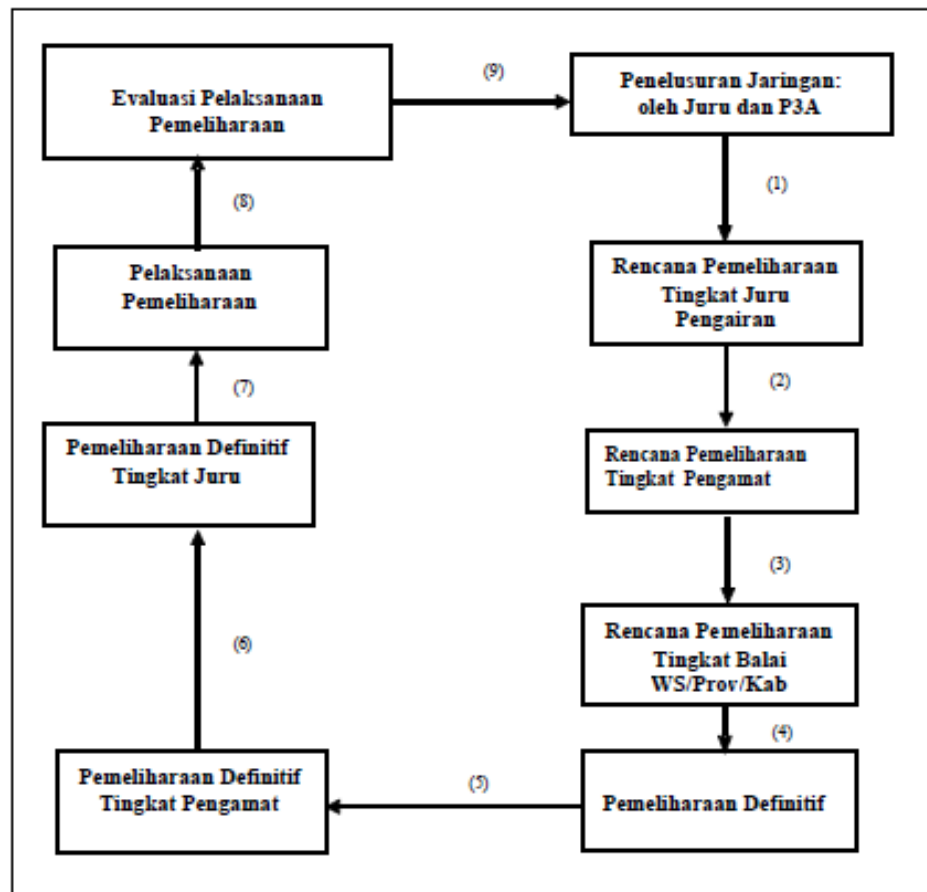 Evaluasi Pelaksanaan
Pemeliharaan
(9)
Penelusuran Jaringan:
oleh Juru dan P3A
(1)
Rencana Pemeliharaan
Tingkat Juru
Pengairan
(2)
Rencana Pemeliharaan
Tingkat Pengamat
(3)
Rencana Pemeliharaan
Tingkat Balai
WS/Prov/Kab
(4)
Pemeliharaan Definitif
(5)
Pemeliharaan Definitif
Tingkat Pengamat
(6)
Pemeliharaan Definitif
Tingkat Juru
(7)
Pelaksanaan
Pemeliharaan
(8)